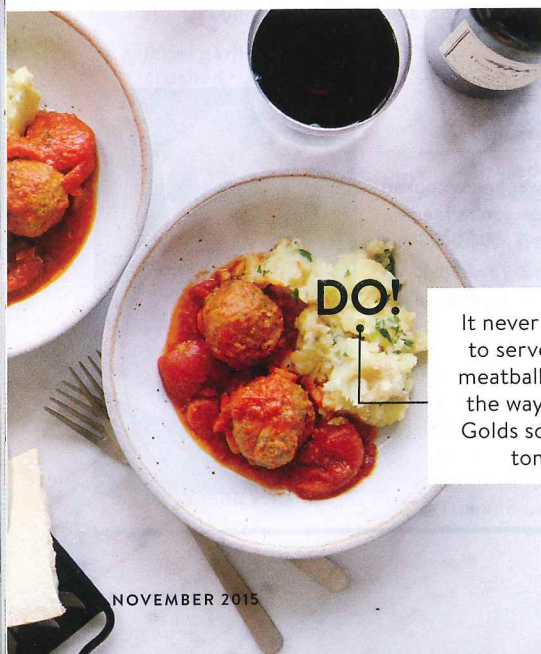 DO!
It never
to serve
meatball
the way
Golds so
ton
NOVEMBER 2015